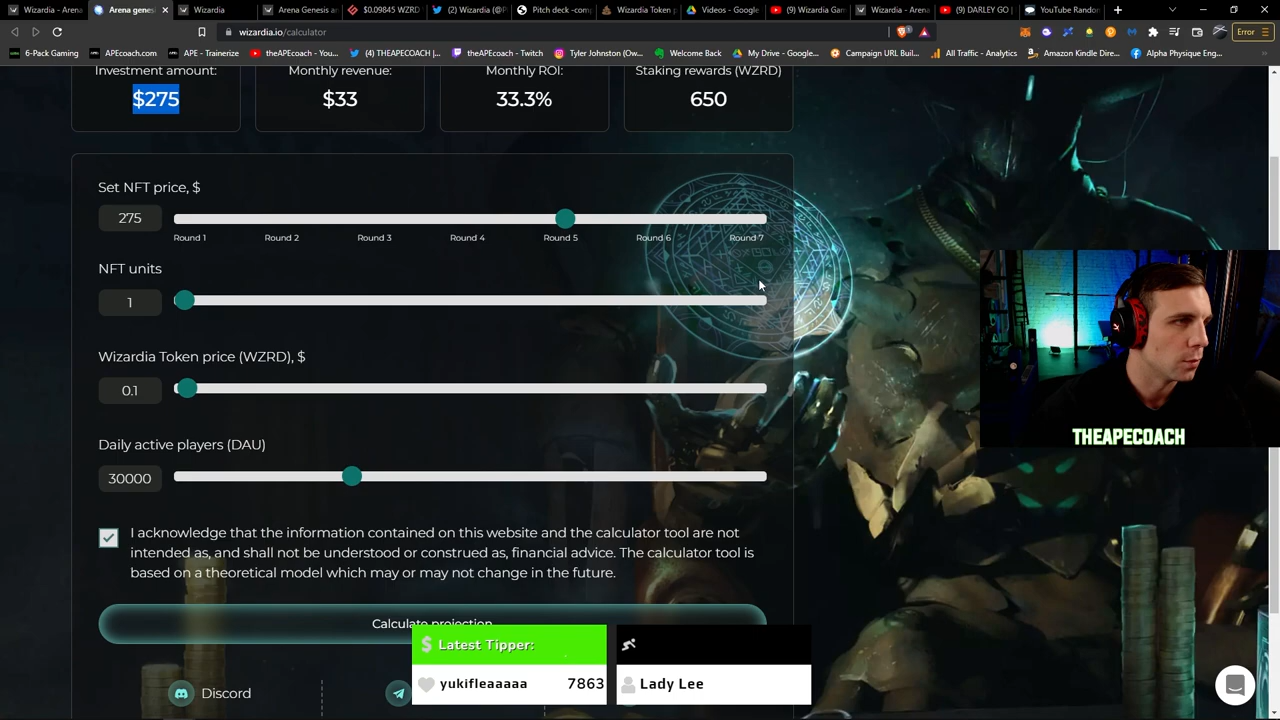 Wizardia - Arena
Arena genesi
Wizardia
Arena Genesis a
$0.09845 WZRD
(2) Wizardia (@P
Pitch deck -comp
Wizardia Token p
Videos - Google
(9) Wizardia Gam
Wizardia - Arena
(9) DARLEY GO |
YouTube Random
wizardia.io/calculator
Error
6-Pack Gaming
APEcoach.com
APE - Trainerize
theAPEcoach - You...
(4) THEAPECOACH |...
theAPEcoach - Twitch
Tyler Johnston (Ow...
Welcome Back
My Drive - Google...
Campaign URL Buil...
All Traffic - Analytics
Amazon Kindle Dire...
Alpha Physique Eng...
Investment amount:
Monthly revenue:
Monthly ROI:
Staking rewards (WZRD)
$275
$33
33.3%
650
Set NFT price, $
275
Round 1
Round 2
Round 3
Round 4
Round 5
Round 6
Round 7
NFT units
1
Wizardia Token price (WZRD), $
0.1
Daily active players (DAU)
30000
I acknowledge that the information contained on this website and the calculator tool are not
intended as, and shall not be understood or construed as, financial advice. The calculator tool is
based on a theoretical model which may or may not change in the future.
Calculate projection
THEAPECOACH
$ Latest Tipper:
yukifleaaaaa 7863
Lady Lee
Discord